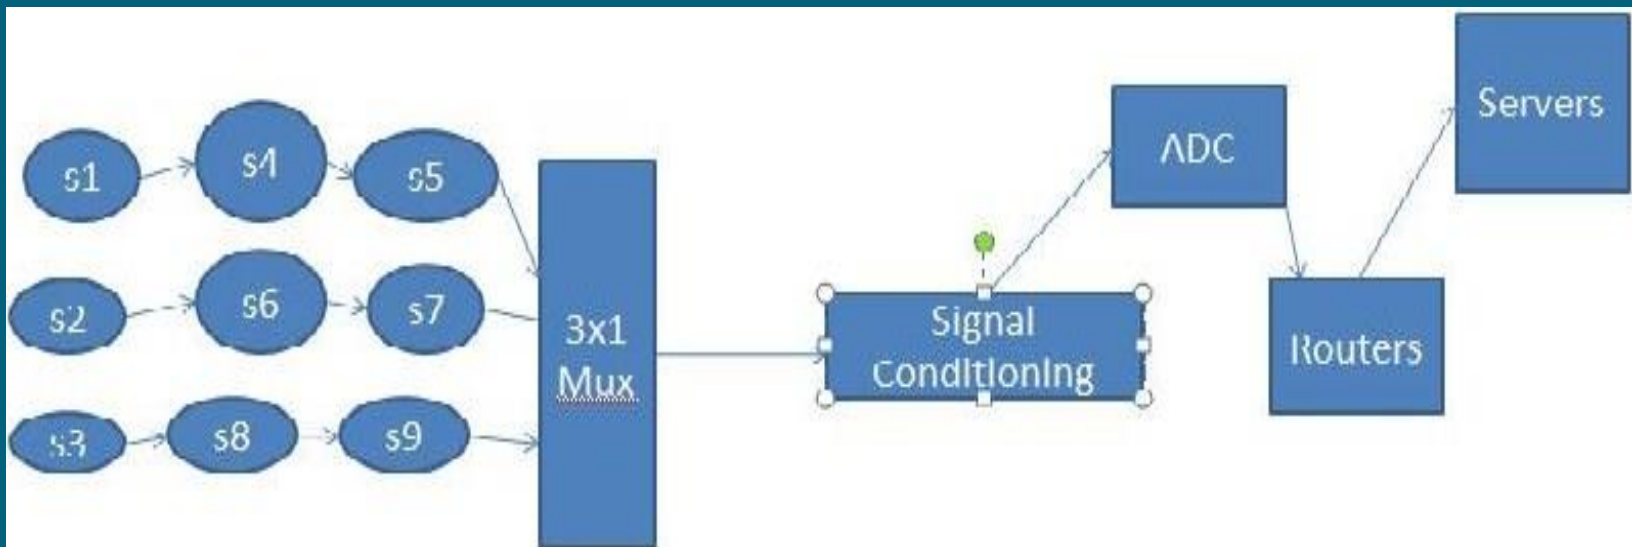 s1
s4
s5
s2
s6
s7
s3
s8
s9
3x1
Mux
Signal
Conditioning
ADC
Routers
Servers